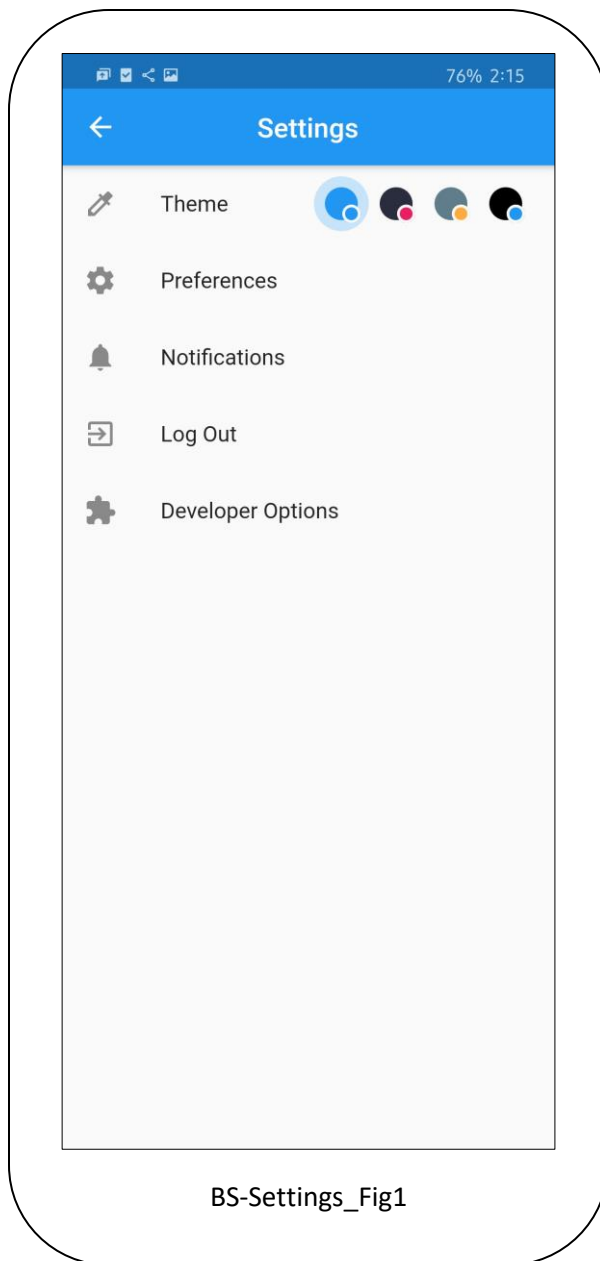 76% 2:15
Settings
Theme
Preferences
Notifications
Log Out
Developer Options
BS-Settings_Fig1